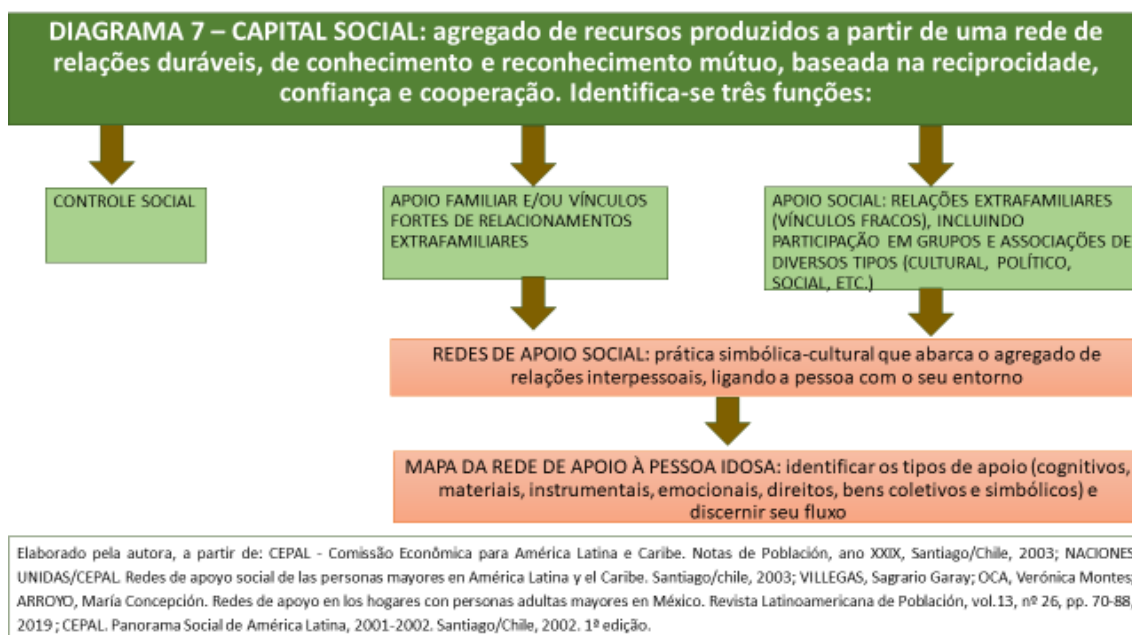 DIAGRAMA 7 – CAPITAL SOCIAL: agregado de recursos produzidos a partir de uma rede de
relações duráveis, de conhecimento e reconhecimento mútuo, baseada na reciprocidade,
confiança e cooperação. Identifica-se três funções:
CONTROLE SOCIAL
APOIO FAMILIAR E/OU VÍNCULOS
FORTES DE RELACIONAMENTOS
EXTRAFAMILIARES
APOIO SOCIAL: RELAÇÕES EXTRAFAMILIARES
(VÍNCULOS FRACOS), INCLUINDO
PARTICIPAÇÃO EM GRUPOS E ASSOCIAÇÕES DE
DIVERSOS TIPOS (CULTURAL, POLÍTICO,
SOCIAL, ETC.)
REDES DE APOIO SOCIAL: prática simbólica-cultural que abarca o agregado de
relações interpessoais, ligando a pessoa com o seu entorno
MAPA DA REDE DE APOIO À PESSOA IDOSA: identificar os tipos de apoio (cognitivos,
materiais, instrumentais, emocionais, direitos, bens coletivos e simbólicos) e
discernir seu fluxo
Elaborado pela autora, a partir de: CEPAL - Comissão Econômica para América Latina e Caribe. Notas de Población, ano XXIX, Santiago/Chile, 2003; NACIONES
UNIDAS/CEPAL. Redes de apoyo social de las personas mayores en América Latina y el Caribe. Santiago/chile, 2003; VILLEGAS, Sagrario Garay; OCA, Verónica Montes;
ARROYO, María Concepción. Redes de apoyo en los hogares con personas adultas mayores en México. Revista Latinoamericana de Población, vol.13, nº 26, pp. 70-88,
2019 ; CEPAL. Panorama Social de América Latina, 2001-2002. Santiago/Chile, 2002. 1ª edição.